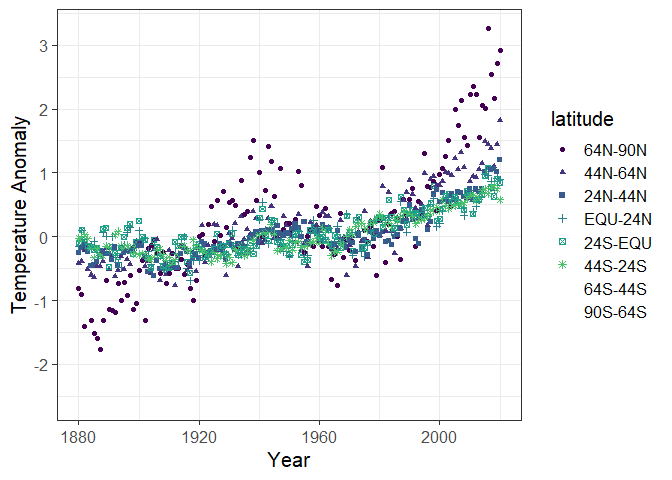 3
2
1
0
-1
-2
Temperature Anomaly
1880 1920 1960 2000
Year
latitude
64N-90N
44N-64N
24N-44N
EQU-24N
24S-EQU
44S-24S
64S-44S
90S-64S